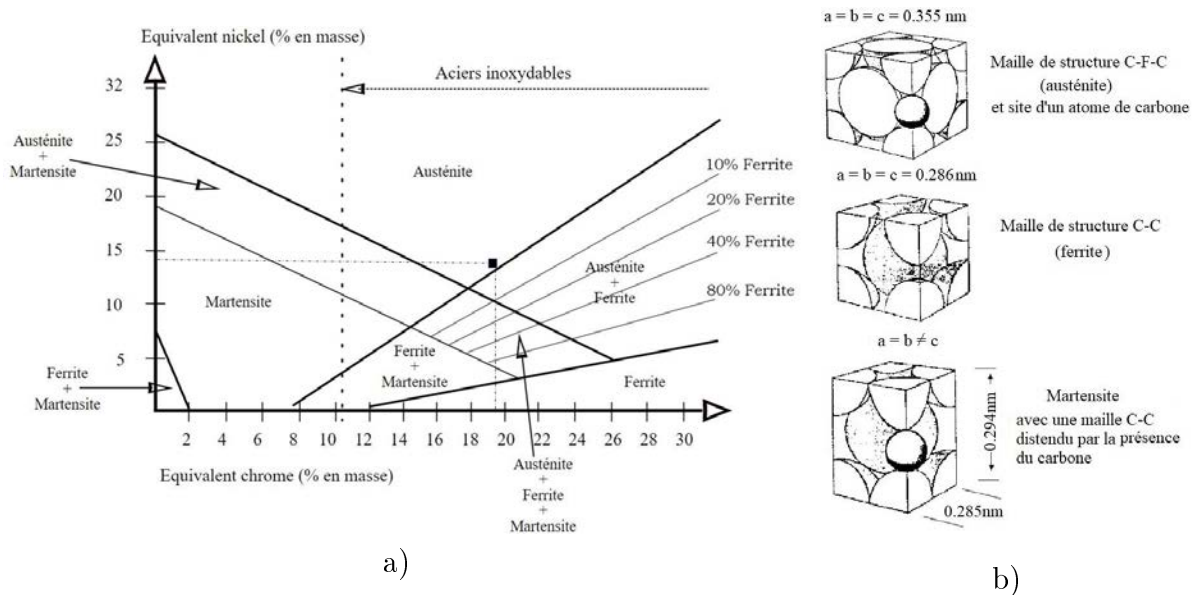 Equivalent nickel (% en masse)
32
25
20
15
10
5
Aciers inoxydables
Austénite
+
Martensite
Austénite
10% Ferrite
20% Ferrite
40% Ferrite
80% Ferrite
Austénite
+
Ferrite
Martensite
Ferrite
+
Martensite
Ferrite
Ferrite
+
Martensite
2 4 6 8 10 12 14 16 18 20 22 24 26 28 30
Equivalent chrome (% en masse)
Austénite
+
Ferrite
+
Martensite
a)
a = b = c = 0.355 nm
Maille de structure C-F-C
(austénite)
et site d'un atome de carbone
a = b = c = 0.286nm
Maille de structure C-C
(ferrite)
a = b ≠ c
Martensite
avec une maille C-C
distendu par la présence
du carbone
0.294nm
0.285nm
b)